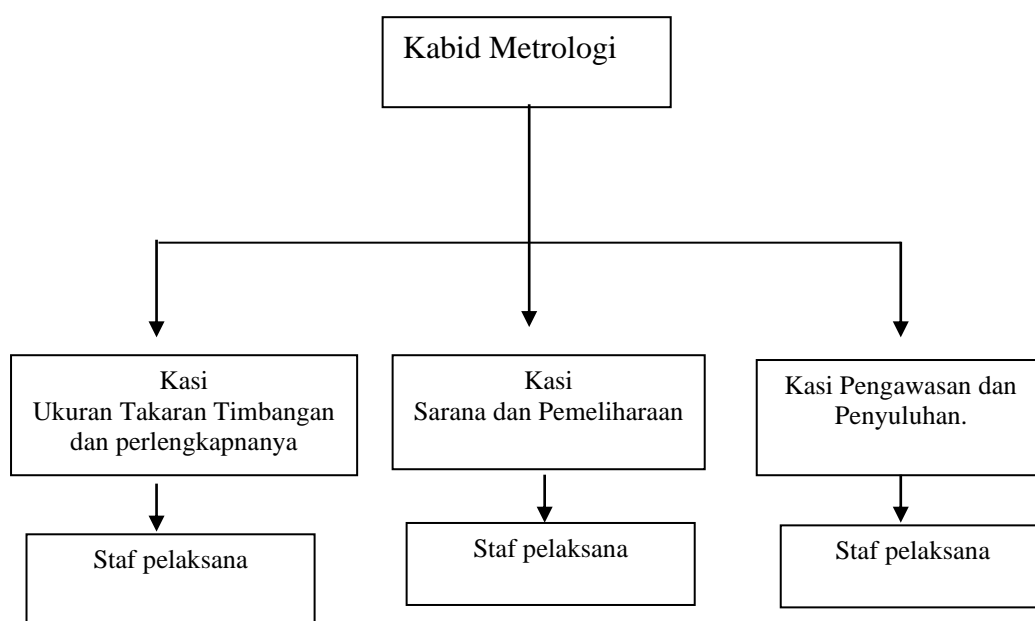 Kabid Metrologi
Kasi
Ukuran Takaran Timbangan
dan perlengkapnanya
Kasi
Sarana dan Pemeliharaan
Kasi Pengawasan dan
Penyuluhan.
Staf pelaksana
Staf pelaksana
Staf pelaksana